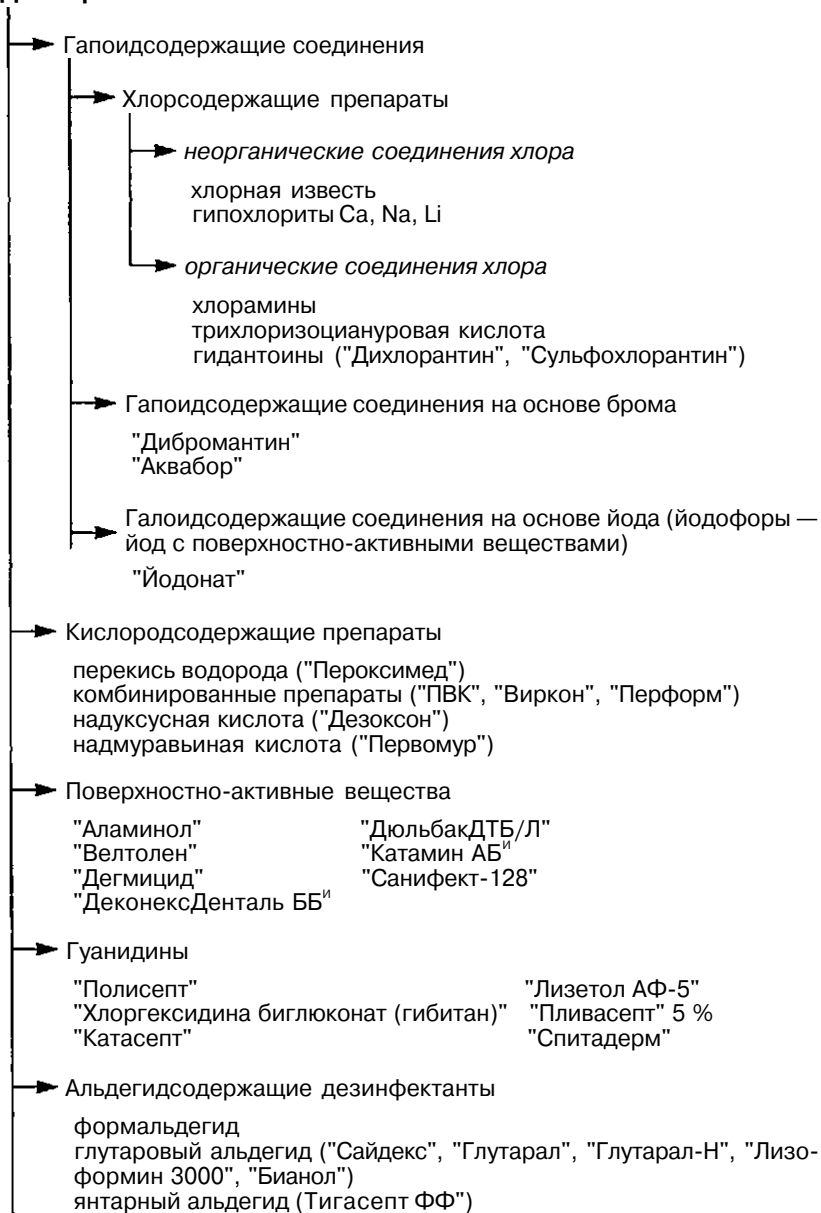 Гапоидсодержащие соединения
Хлорсодержащие препараты
неорганические соединения хлора
хлорная известь
гипохлориты Ca, Na, Li
органические соединения хлора
хлорамины
трихлоризоциануровая кислота
гидантоины ("Дихлорантин", "Сульфохлорантин")
Гапоидсодержащие соединения на основе брома
"Дибромантин"
"Аквабор"
Галоидсодержащие соединения на основе йода (йодофоры —
йод с поверхностно-активными веществами)
"Йодонат"
Кислородсодержащие препараты
перекись водорода ("Пероксимед")
комбинированные препараты ("ПВК", "Виркон", "Перформ")
надуксусная кислота ("Дезоксон")
надмуравьиная кислота ("Первомур")
Поверхностно-активные вещества
"Аламинол" "ДюльбакДТБ/Л"
"Велтолен" "Катамин АБᴻ
"Дегмицид" "Санифект-128"
"ДеконексДенталь ББᴻ
Гуанидины
"Полисепт" "Лизетол АФ-5"
"Хлоргексидина биглюконат (гибитан)" "Пливасепт" 5 %
"Катасепт" "Спитадерм"
Альдегидсодержащие дезинфектанты
формальдегид
глутаровый альдегид ("Сайдекс", "Глутарал", "Глутарал-Н", "Лизо-
формин 3000", "Бианол")
янтарный альдегид (Тигасепт ФФ")